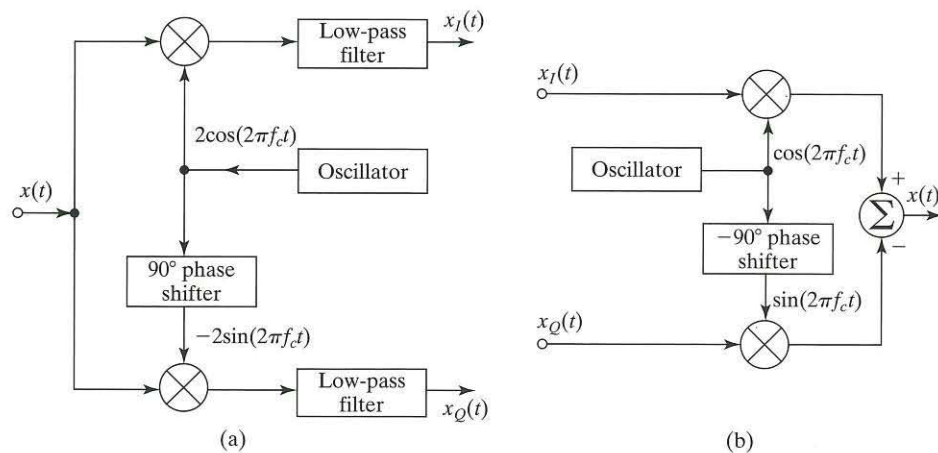 x(t)
Low-pass
filter
x_I(t)
2cos(2πf_ct)
Oscillator
90° phase
shifter
−2sin(2πf_ct)
Low-pass
filter
x_Q(t)
(a)
x_I(t)
Oscillator
cos(2πf_ct)
−90° phase
shifter
sin(2πf_ct)
x_Q(t)
+
Σ
−
x(t)
(b)